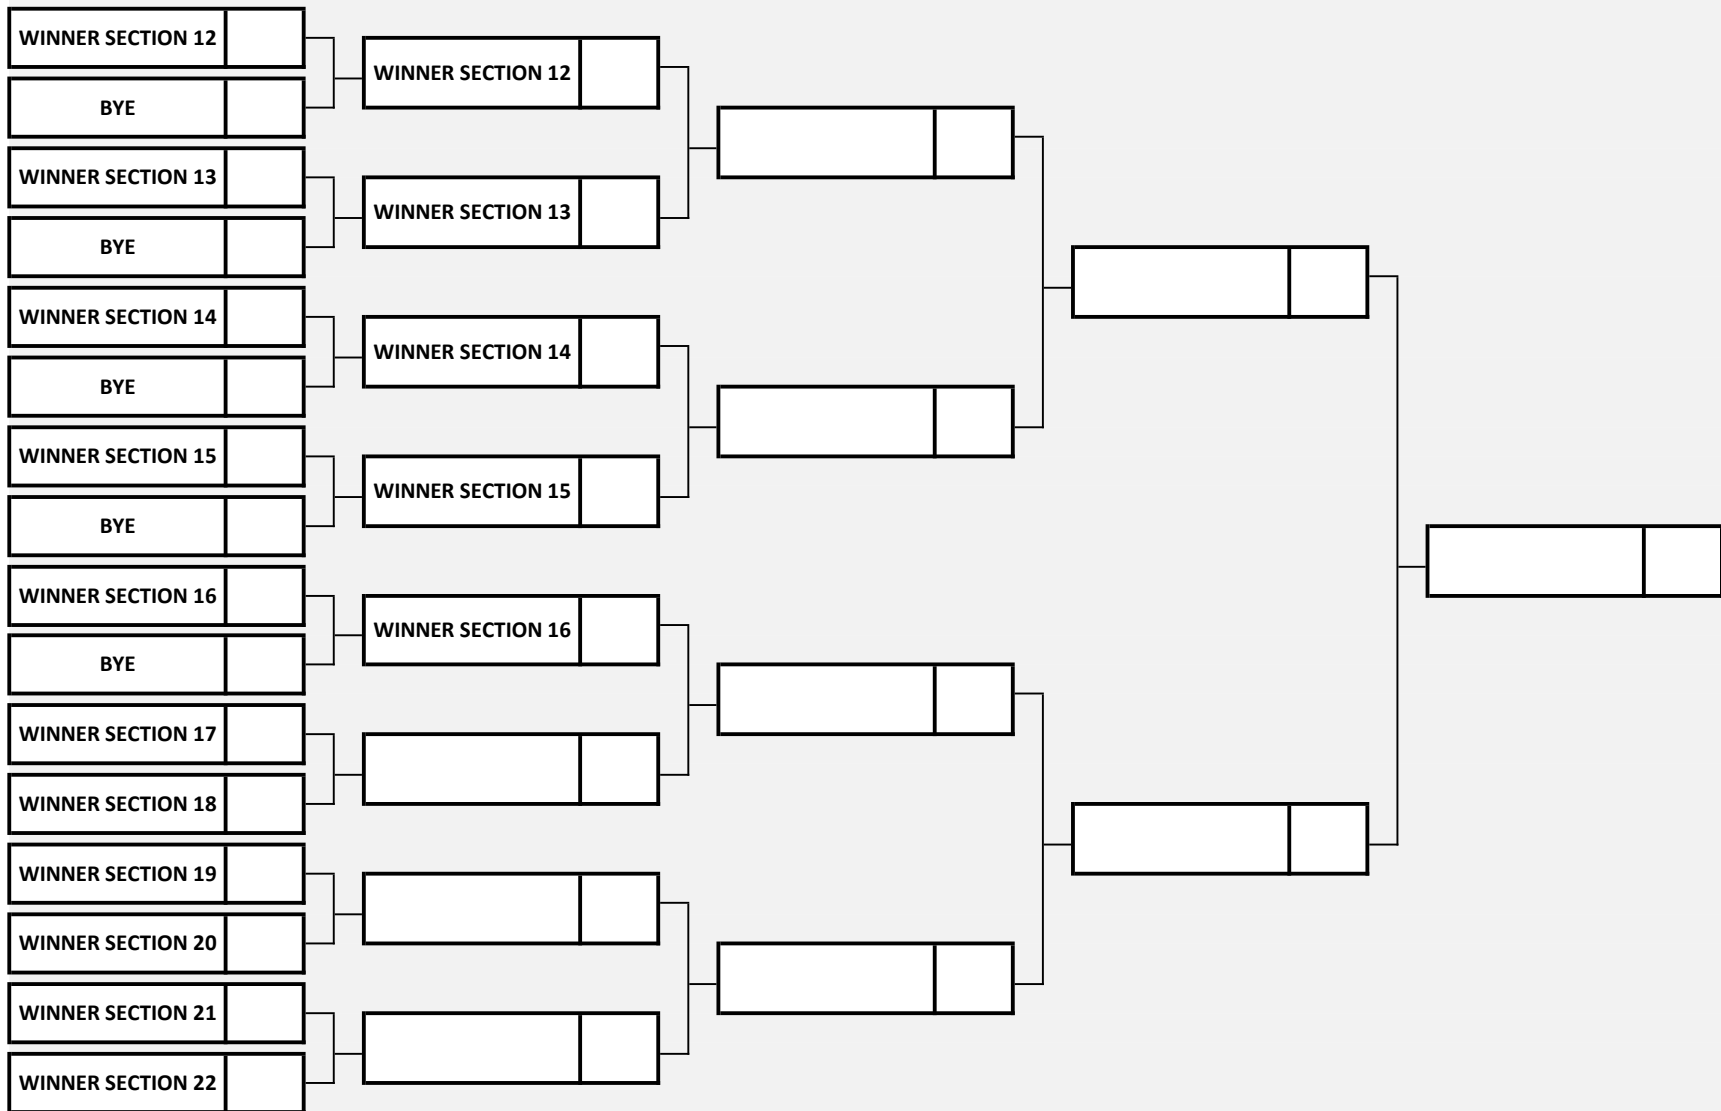 WINNER SECTION 12
BYE
WINNER SECTION 13
BYE
WINNER SECTION 14
BYE
WINNER SECTION 15
BYE
WINNER SECTION 16
BYE
WINNER SECTION 17
WINNER SECTION 18
WINNER SECTION 19
WINNER SECTION 20
WINNER SECTION 21
WINNER SECTION 22
WINNER SECTION 12
WINNER SECTION 13
WINNER SECTION 14
WINNER SECTION 15
WINNER SECTION 16